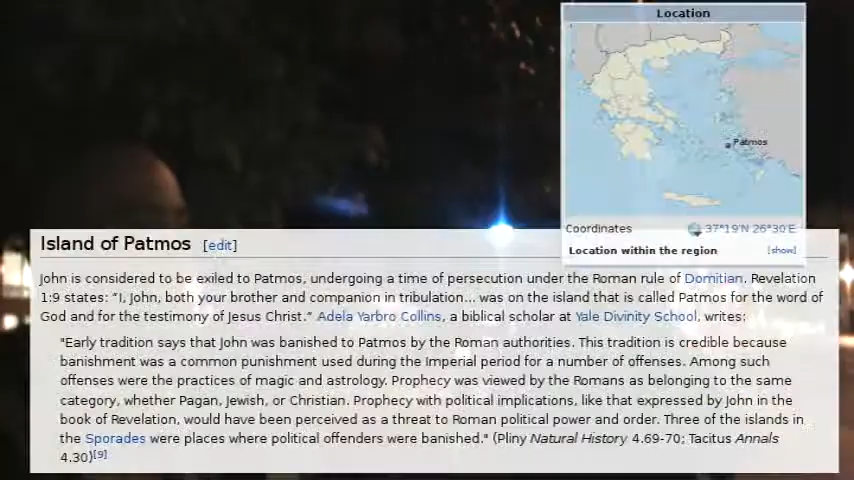 Location
Patmos
Coordinates 37°19'N 26°30'E
Location within the region [show]
Island of Patmos [edit]
John is considered to be exiled to Patmos, undergoing a time of persecution under the Roman rule of Domitian. Revelation
1:9 states: "I, John, both your brother and companion in tribulation... was on the island that is called Patmos for the word of
God and for the testimony of Jesus Christ." Adela Yarbro Collins, a biblical scholar at Yale Divinity School, writes:
"Early tradition says that John was banished to Patmos by the Roman authorities. This tradition is credible because
banishment was a common punishment used during the Imperial period for a number of offenses. Among such
offenses were the practices of magic and astrology. Prophecy was viewed by the Romans as belonging to the same
category, whether Pagan, Jewish, or Christian. Prophecy with political implications, like that expressed by John in the
book of Revelation, would have been perceived as a threat to Roman political power and order. Three of the islands in
the Sporades were places where political offenders were banished." (Pliny Natural History 4.69-70; Tacitus Annals
4.30)[9]